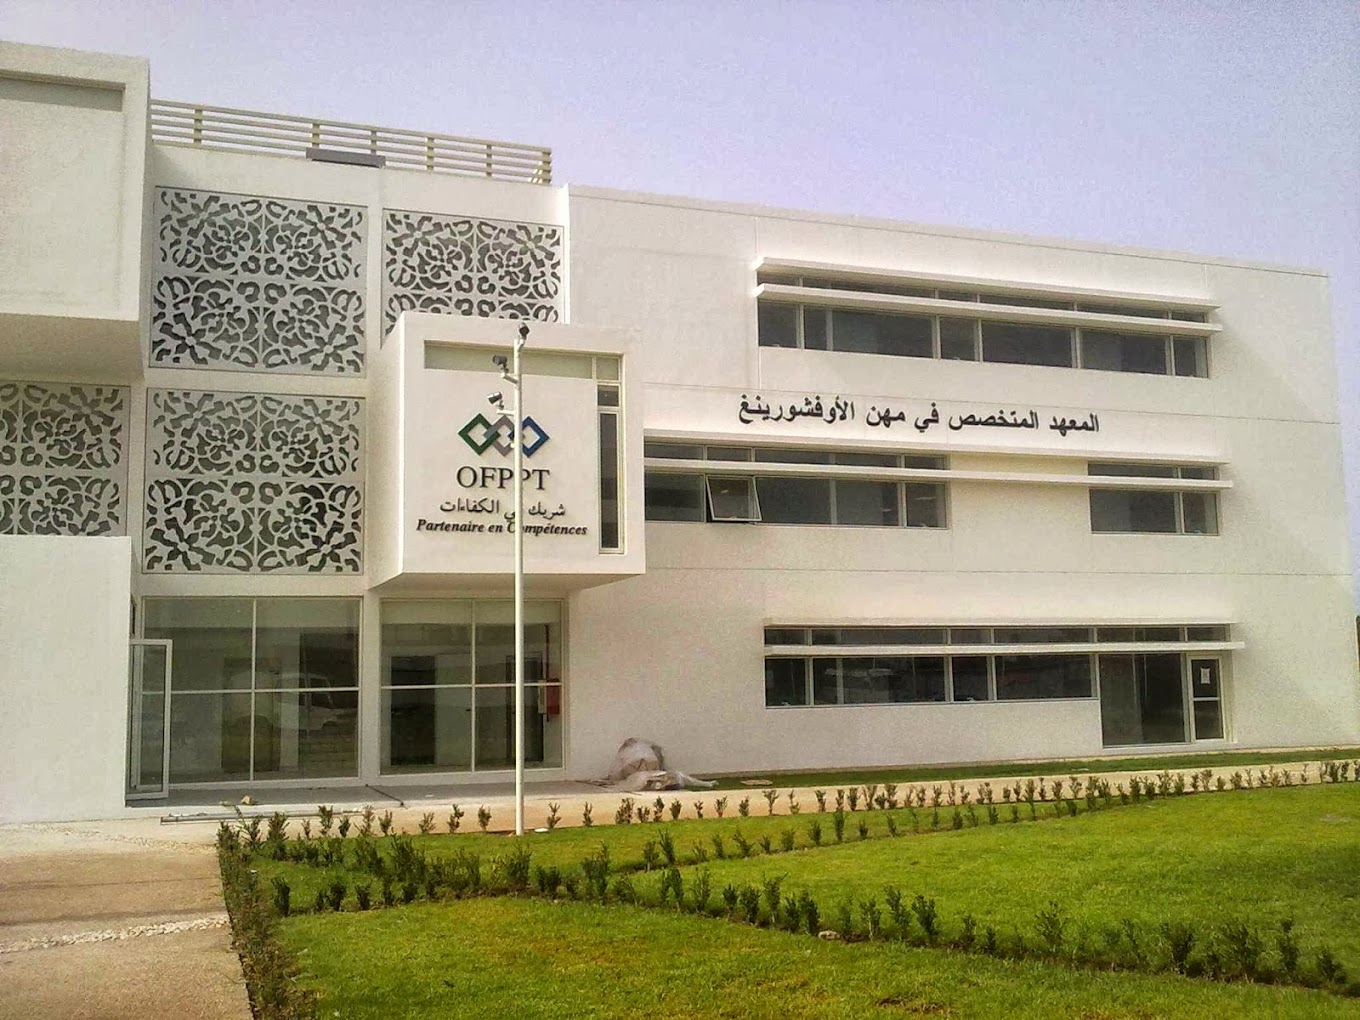 المعهد المتخصص في مهن الأوفشورينغ
OFPPT
شريك في الكفاءات
Partenaire en Compétences